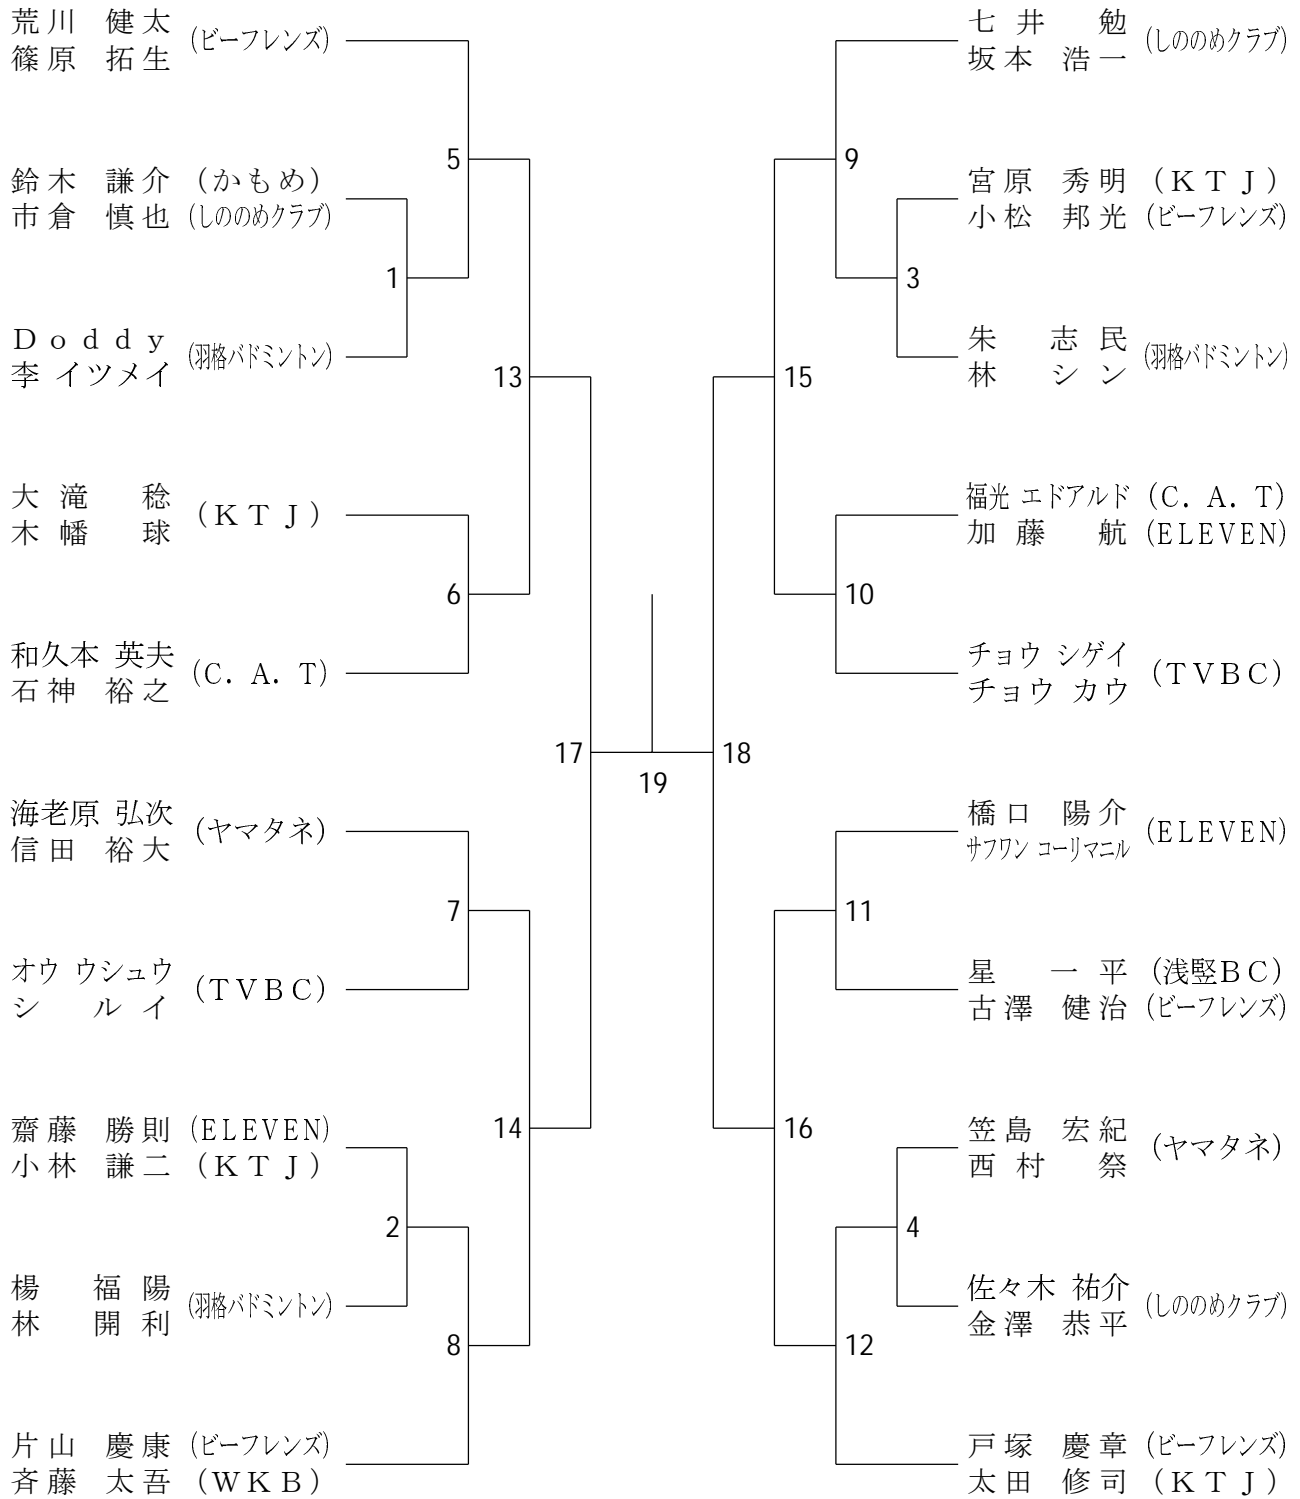 荒川 健太 (ビーフレンズ)
篠原 拓生
鈴木 謙介 (かもめ)
市倉 慎也 (しののめクラブ)
Doddy (羽格バドミントン)
李 イツメイ
大滝 稔 (KTJ)
木幡 球
和久本 英夫 (C. A. T)
石神 裕之
海老原 弘次 (ヤマタネ)
信田 裕大
オウ ウシュウ (TVBC)
シ ルイ
齋藤 勝則 (ELEVEN)
小林 謙二 (KTJ)
楊 福陽 (羽格バドミントン)
林 開利
片山 慶康 (ビーフレンズ)
斉藤 太吾 (WKB)
5
1
13
6
17
7
14
2
8
19
9
3
15
10
18
11
16
4
12
七井 勉 (しののめクラブ)
坂本 浩一
宮原 秀明 (KTJ)
小松 邦光 (ビーフレンズ)
朱 志民 (羽格バドミントン)
林 シン
福光 エドアルド (C. A. T)
加藤 航 (ELEVEN)
チョウ シゲイ (TVBC)
チョウ カウ
橋口 陽介 (ELEVEN)
サフワン コーリマニル
星 一平 (浅竪BC)
古澤 健治 (ビーフレンズ)
笠島 宏紀 (ヤマタネ)
西村 祭
佐々木 祐介 (しののめクラブ)
金澤 恭平
戸塚 慶章 (ビーフレンズ)
太田 修司 (KTJ)